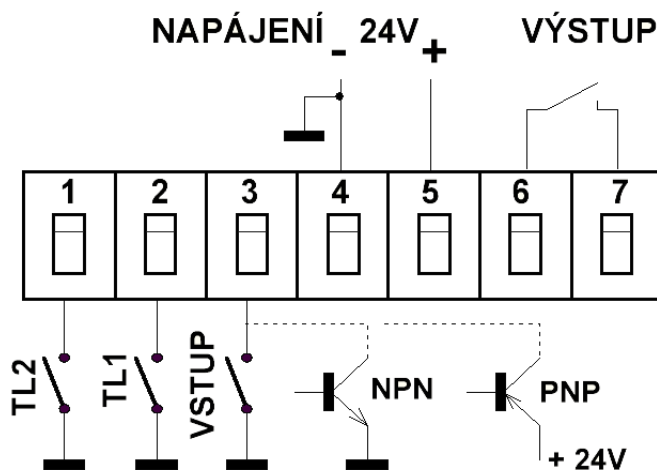 NAPÁJENÍ - 24V + VÝSTUP
1 2 3 4 5 6 7
TL2 TL1 VSTUP NPN PNP
+ 24V